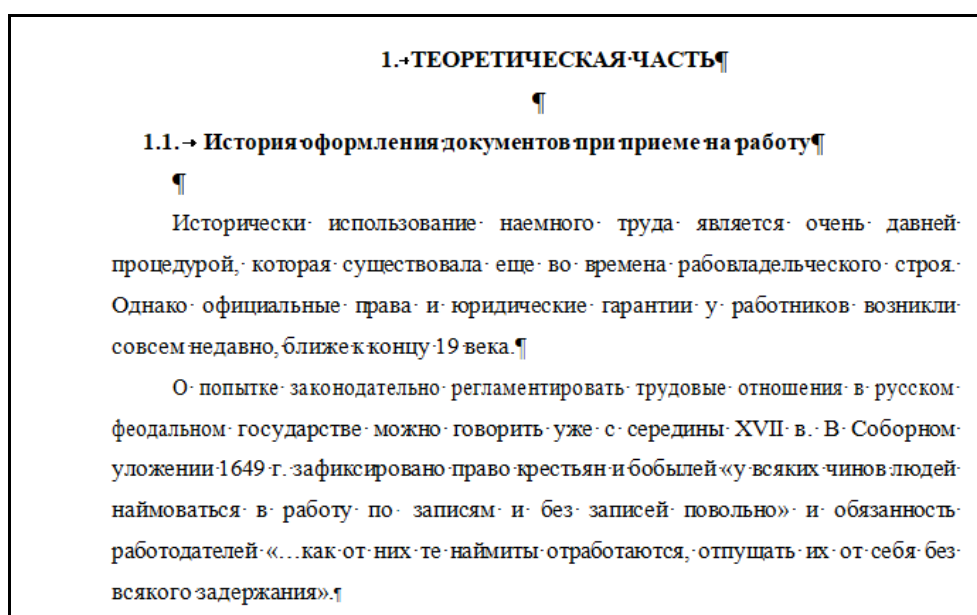 1. ТЕОРЕТИЧЕСКАЯ ЧАСТЬ¶
¶
1.1. История оформления документов при приеме на работу¶
¶
Исторически использование наемного труда является очень давней
процедурой, которая существовала еще во времена рабовладельческого строя.
Однако официальные права и юридические гарантии у работников возникли
совсем недавно, ближе к концу 19 века.¶
О попытке законодательно регламентировать трудовые отношения в русском
феодальном государстве можно говорить уже с середины XVII в. В Соборном
уложении 1649 г. зафиксировано право крестьян и бобылей «у всяких чинов людей
наймоваться в работу по записям и без записей повольно» и обязанность
работодателей «…как от них те наймиты отработаются, отпущать их от себя без
всякого задержания».¶